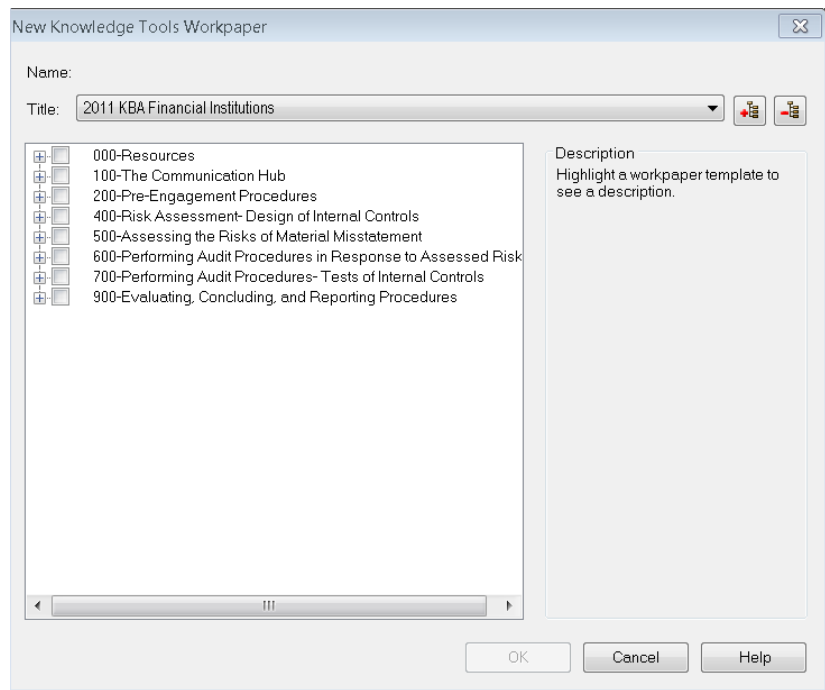 New Knowledge Tools Workpaper
Name:
Title: 2011 KBA Financial Institutions
000-Resources
100-The Communication Hub
200-Pre-Engagement Procedures
400-Risk Assessment- Design of Internal Controls
500-Assessing the Risks of Material Misstatement
600-Performing Audit Procedures in Response to Assessed Risk
700-Performing Audit Procedures- Tests of Internal Controls
900-Evaluating, Concluding, and Reporting Procedures
Description
Highlight a workpaper template to
see a description.
OK Cancel Help